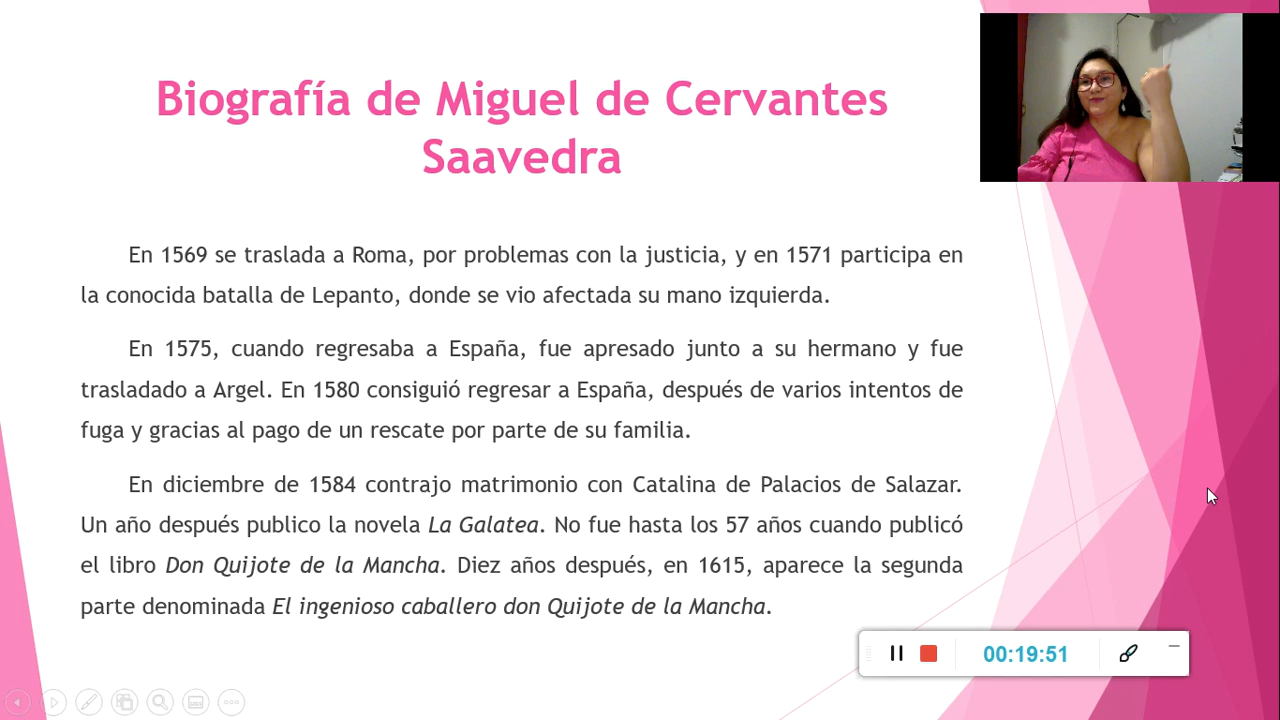 Biografía de Miguel de Cervantes
Saavedra
En 1569 se traslada a Roma, por problemas con la justicia, y en 1571 participa en
la conocida batalla de Lepanto, donde se vio afectada su mano izquierda.
En 1575, cuando regresaba a España, fue apresado junto a su hermano y fue
trasladado a Argel. En 1580 consiguió regresar a España, después de varios intentos de
fuga y gracias al pago de un rescate por parte de su familia.
En diciembre de 1584 contrajo matrimonio con Catalina de Palacios de Salazar.
Un año después publico la novela La Galatea. No fue hasta los 57 años cuando publicó
el libro Don Quijote de la Mancha. Diez años después, en 1615, aparece la segunda
parte denominada El ingenioso caballero don Quijote de la Mancha.
00:19:51